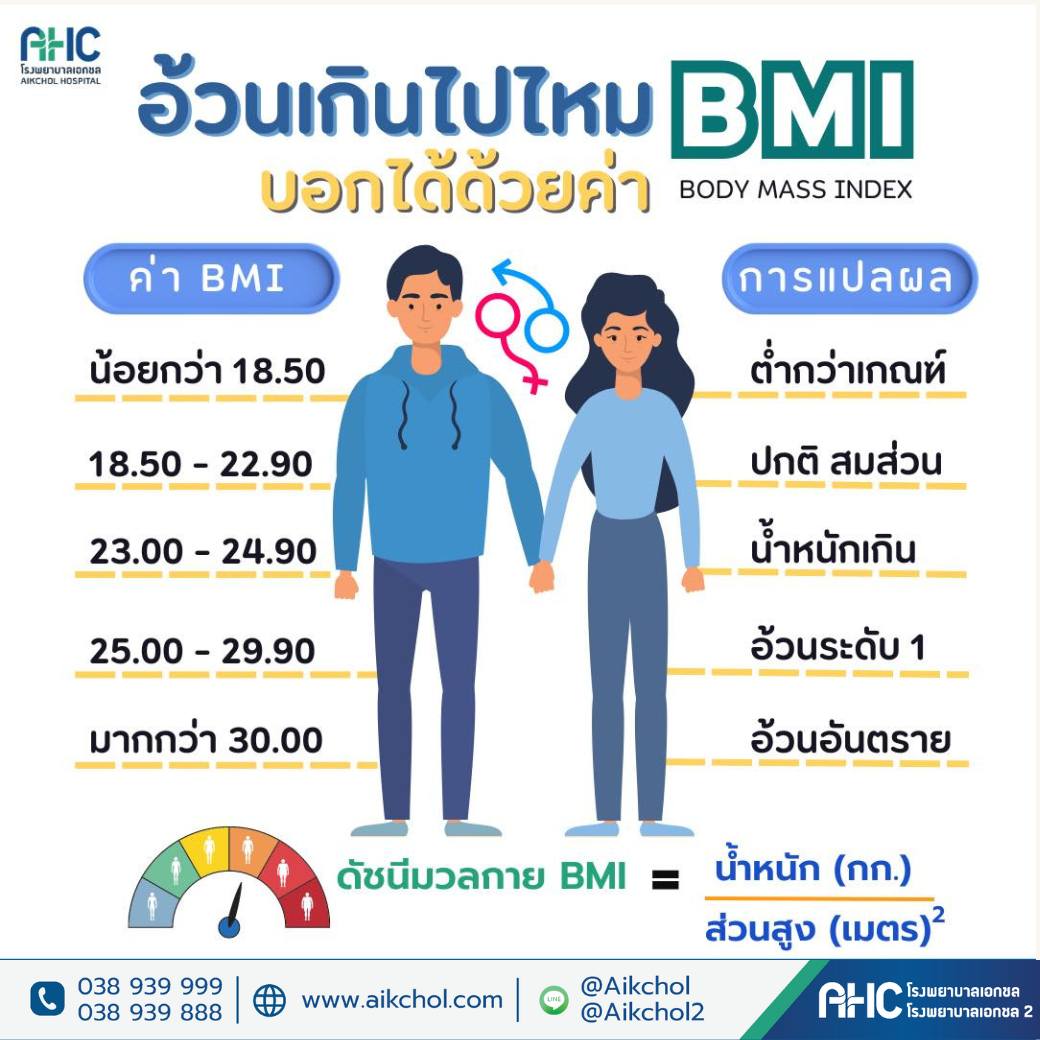 AHC
โรงพยาบาลเอกชล
AIKCHOL HOSPITAL
อ้วนเกินไปไหม BMI
บอกได้ด้วยค่า BODY MASS INDEX
ค่า BMI การแปลผล
น้อยกว่า 18.50 ต่ำกว่าเกณฑ์
18.50 - 22.90 ปกติ สมส่วน
23.00 - 24.90 น้ำหนักเกิน
25.00 - 29.90 อ้วนระดับ 1
มากกว่า 30.00 อ้วนอันตราย
ดัชนีมวลกาย BMI = น้ำหนัก (กก.)
ส่วนสูง (เมตร)²
038 939 999
038 939 888
www.aikchol.com
LINE
@Aikchol
@Aikchol2
AHC
โรงพยาบาลเอกชล
โรงพยาบาลเอกชล 2